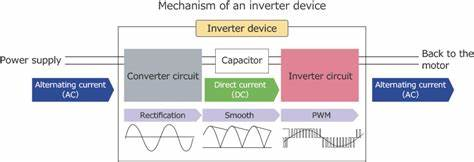 Mechanism of an inverter device
Inverter device
Power supply
Converter circuit
Capacitor
Inverter circuit
Back to the
motor
Alternating current
(AC)
Direct current
(DC)
Alternating current
(AC)
Rectification
Smooth
PWM